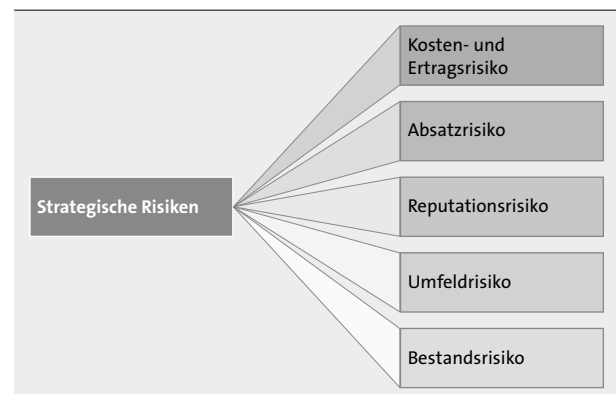 Kosten- und
Ertragsrisiko
Absatzrisiko
Strategische Risiken
Reputationsrisiko
Umfeldrisiko
Bestandsrisiko